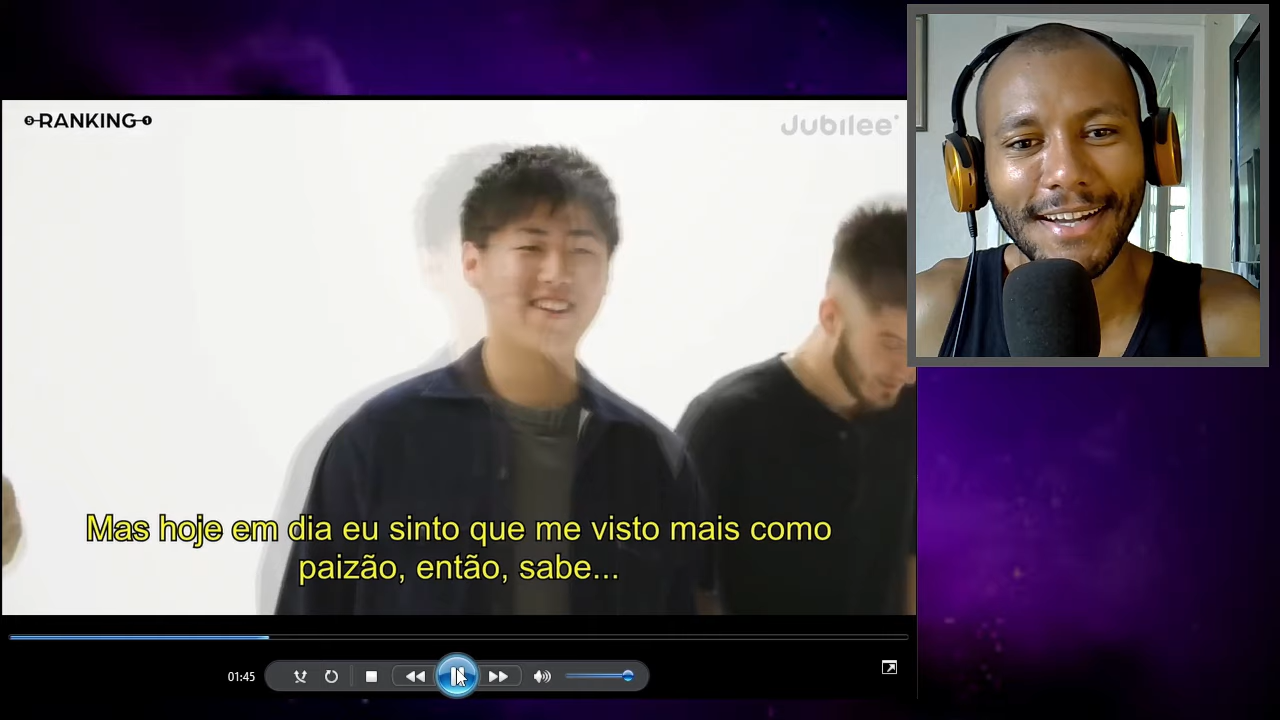 RANKING
Jubilee
Mas hoje em dia eu sinto que me visto mais como
paizão, então, sabe...
01:45